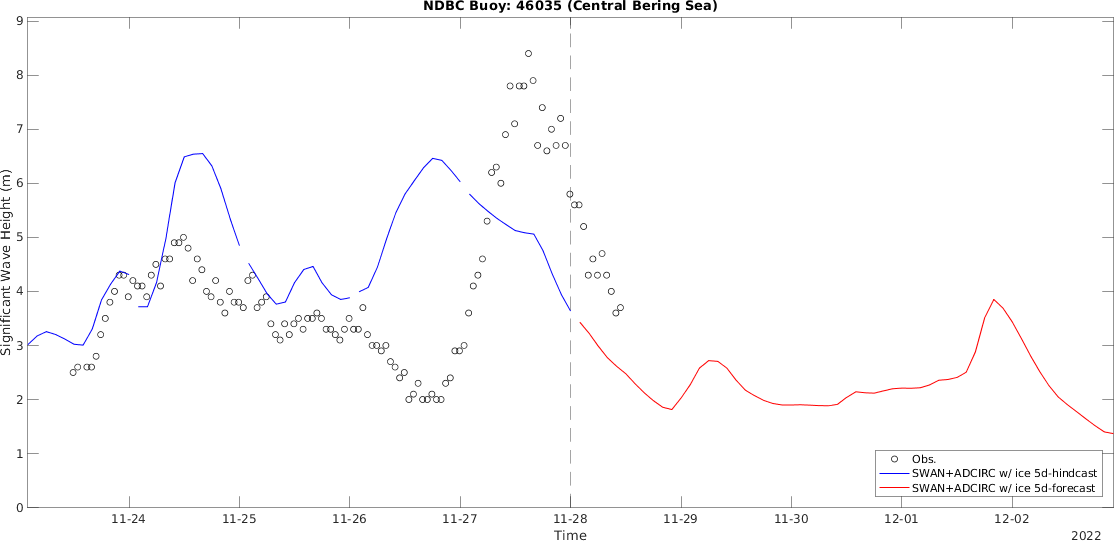 NDBC Buoy: 46035 (Central Bering Sea)
9
8
7
6
5
4
3
2
1
0
Significant Wave Height (m)
Obs.
SWAN+ADCIRC w/ ice 5d-hindcast
SWAN+ADCIRC w/ ice 5d-forecast
11-24 11-25 11-26 11-27 11-28 11-29 11-30 12-01 12-02
Time
2022